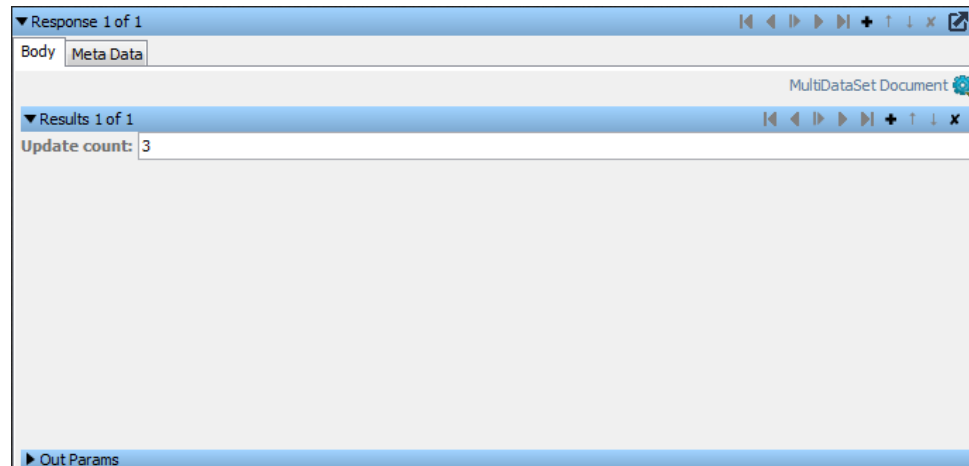 Response 1 of 1
Body Meta Data
MultiDataSet Document
Results 1 of 1
Update count: 3
Out Params